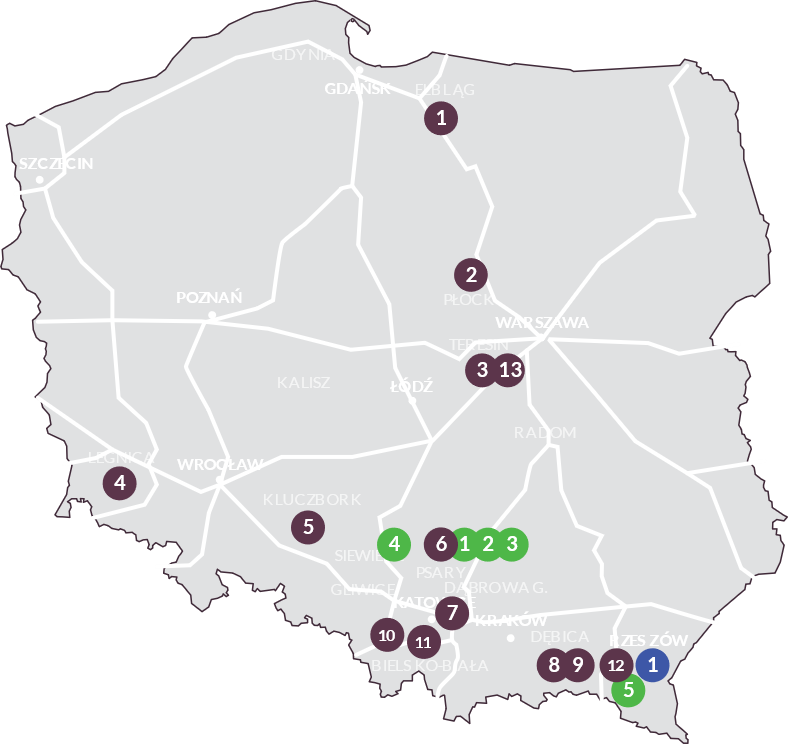 GDYNIA
GDAŃSK
ELBLĄG
1
SZCZECIN
2
POZNAŃ
PŁOCK
WARSZAWA
TERESIN
3 13
KALISZ
ŁÓDŹ
RADOM
LEGNICA
WROCŁAW
4
KLUCZBORK
5
4 6 1 2 3
SIEWIE
PSARY
GLIWICE
DĄBROWA G.
KATOWICE
7
KRAKÓW
10 11
DĘBICA
RZESZÓW
BIELSKO-BIAŁA
8 9 12 1
5